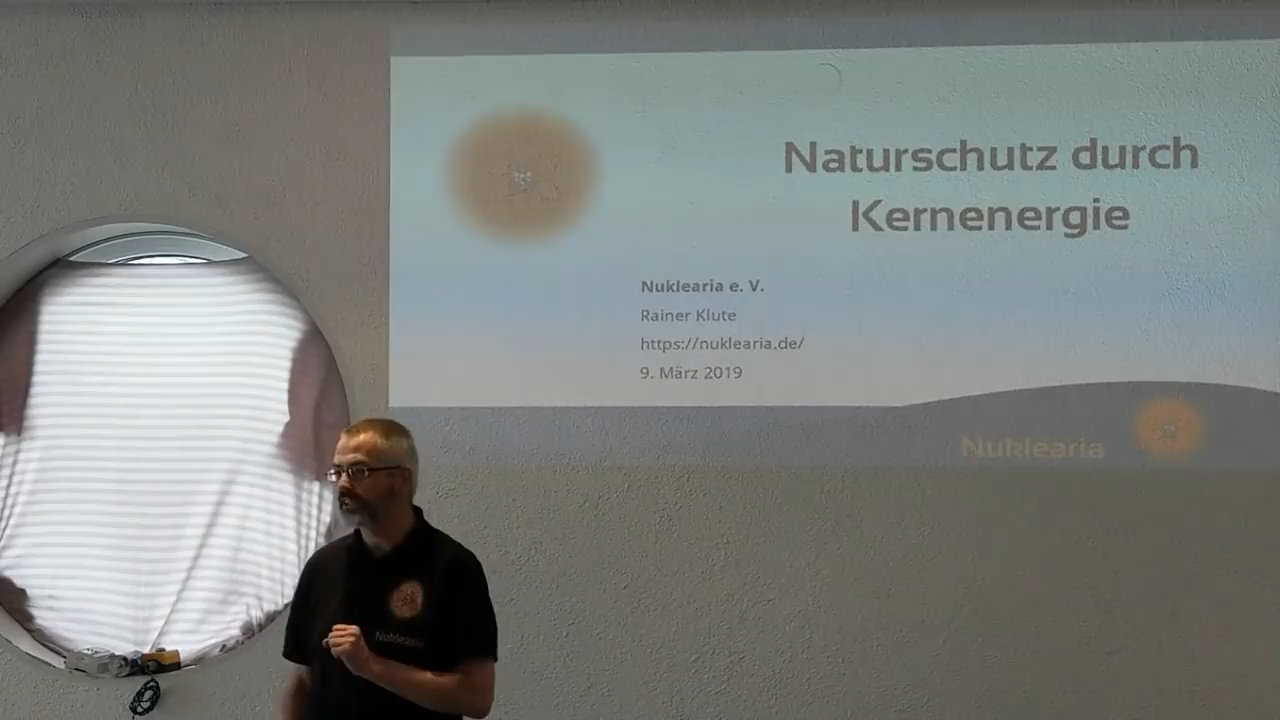 Naturschutz durch
Kernenergie
Nuklearia e. V.
Rainer Klute
https://nuklearia.de/
9. März 2019
Nuklearia
Nuklearia